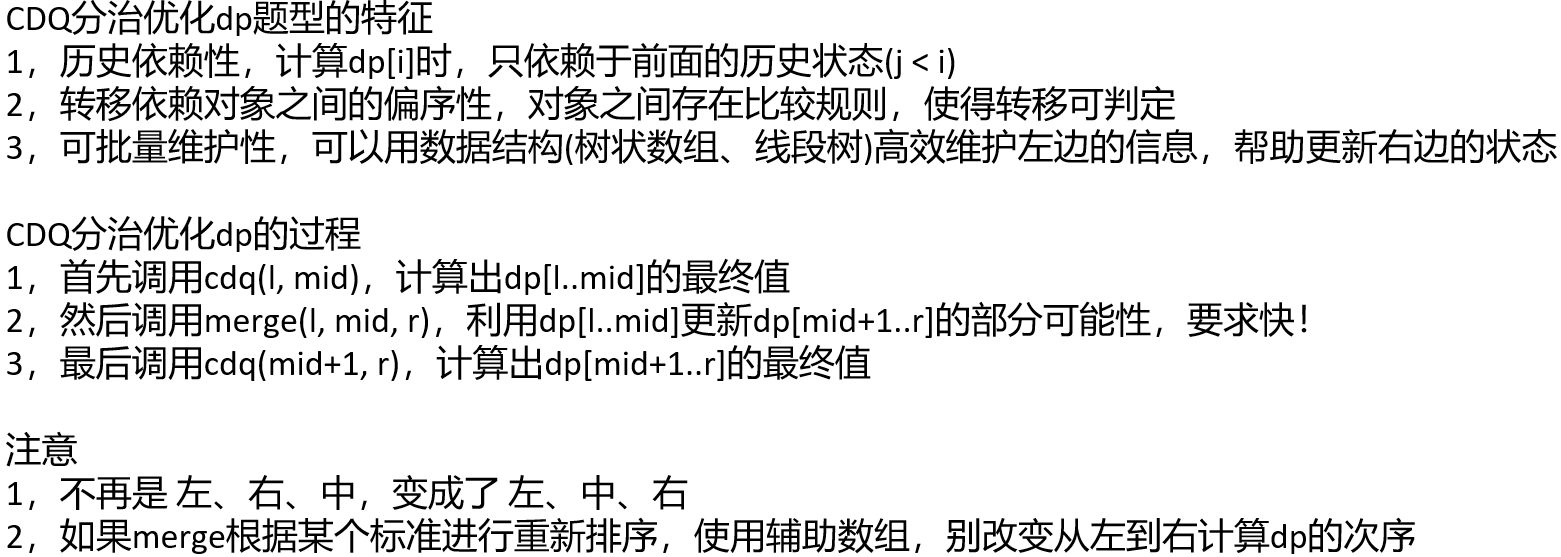 CDQ分治优化dp题型的特征
1，历史依赖性，计算dp[i]时，只依赖于前面的历史状态(j < i)
2，转移依赖对象之间的偏序性，对象之间存在比较规则，使得转移可判定
3，可批量维护性，可以用数据结构(树状数组、线段树)高效维护左边的信息，帮助更新右边的状态
CDQ分治优化dp的过程
1，首先调用cdq(l, mid)，计算出dp[l..mid]的最终值
2，然后调用merge(l, mid, r)，利用dp[l..mid]更新dp[mid+1..r]的部分可能性，要求快！
3，最后调用cdq(mid+1, r)，计算出dp[mid+1..r]的最终值
注意
1，不再是 左、右、中，变成了 左、中、右
2，如果merge根据某个标准进行重新排序，使用辅助数组，别改变从左到右计算dp的次序